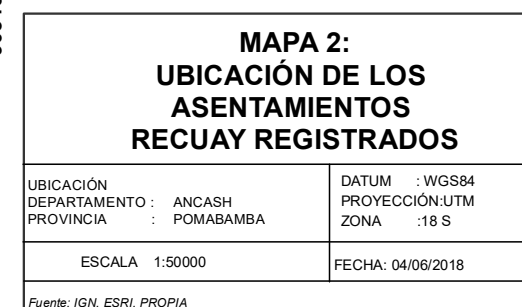 MAPA 2:
UBICACIÓN DE LOS
ASENTAMIENTOS
RECUAY REGISTRADOS
UBICACIÓN
DEPARTAMENTO : ANCASH
PROVINCIA : POMABAMBA
DATUM : WGS84
PROYECCIÓN:UTM
ZONA :18 S
ESCALA 1:50000
FECHA: 04/06/2018
Fuente: IGN, ESRI, PROPIA